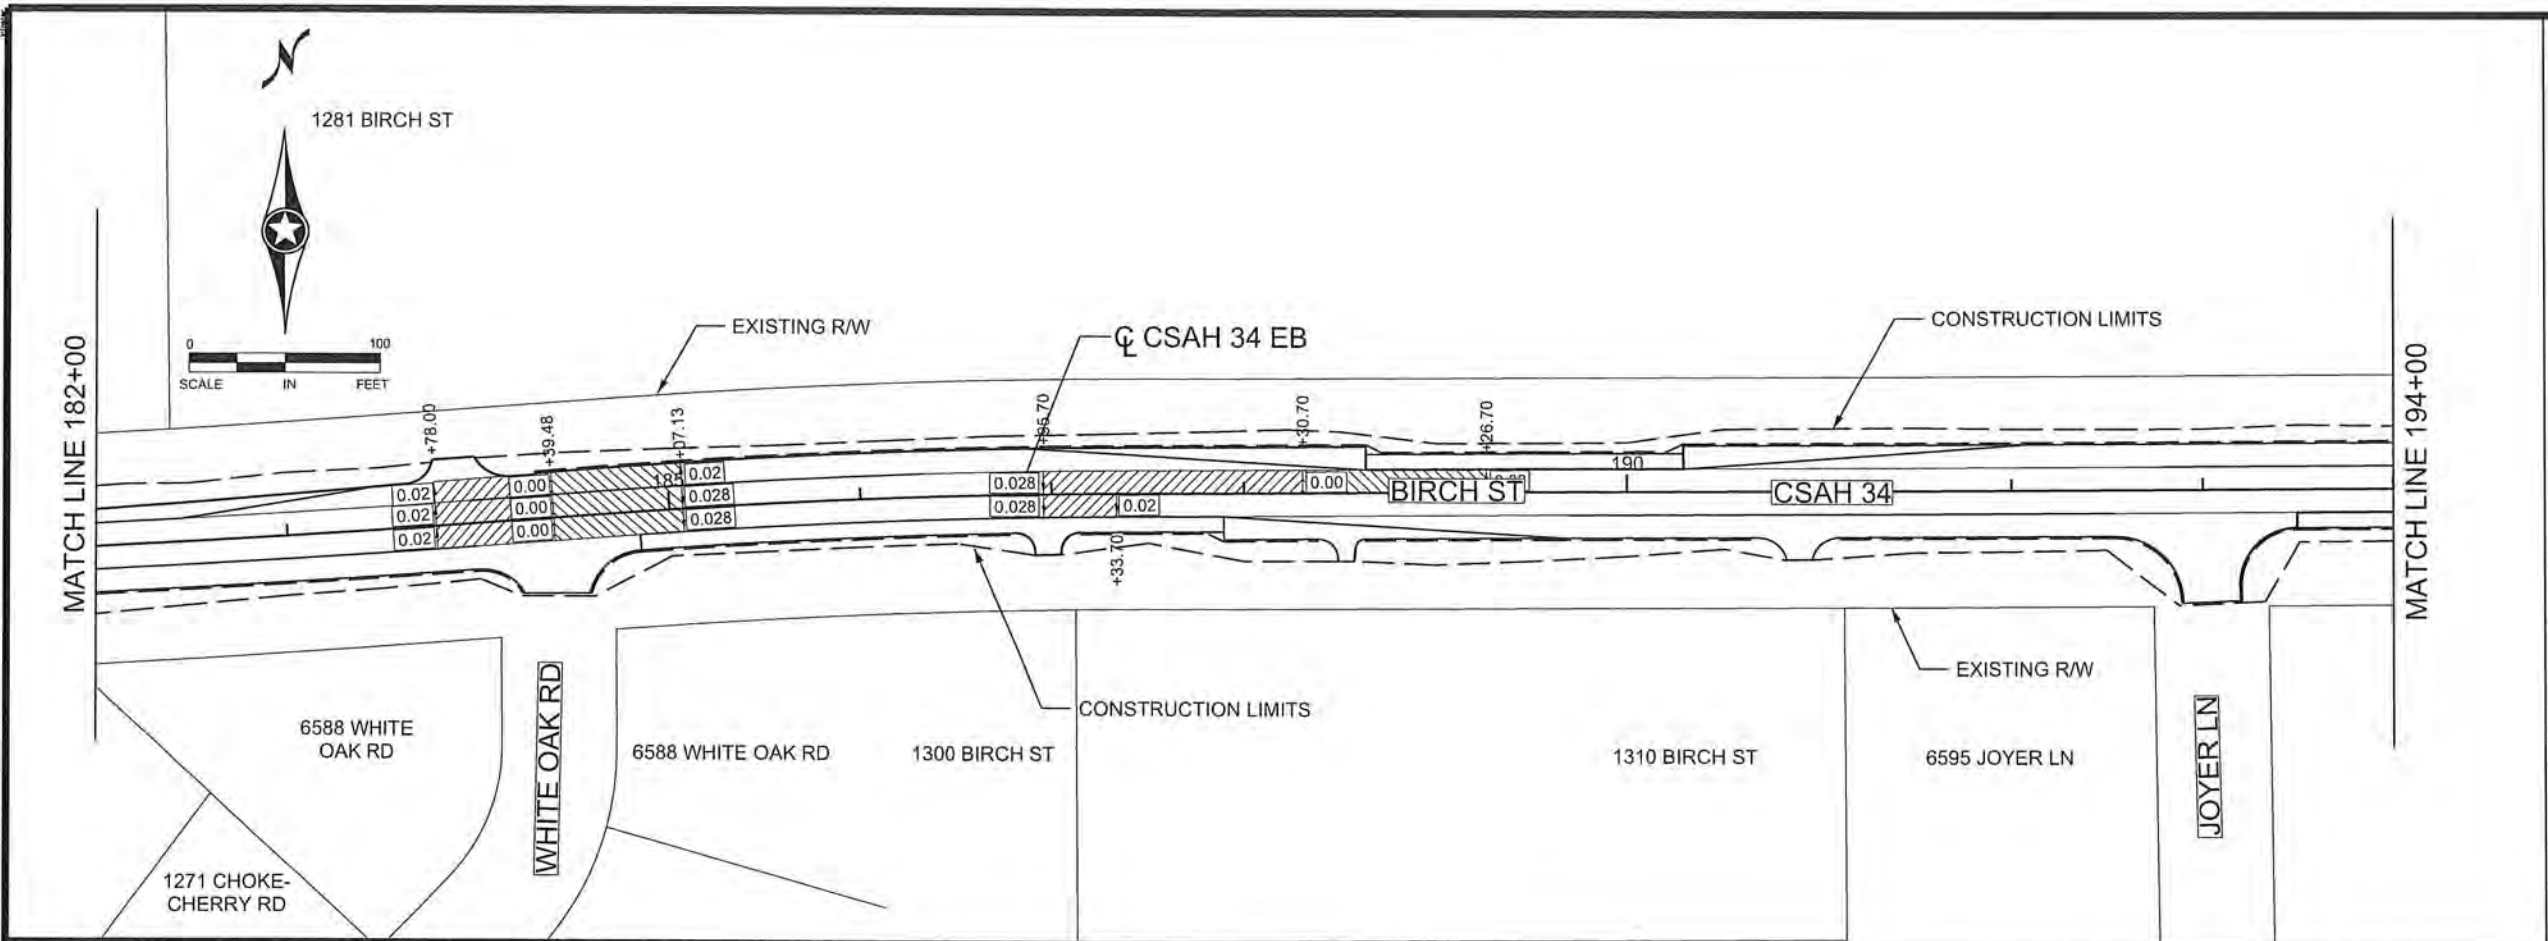 N
1281 BIRCH ST
0 100
SCALE IN FEET
MATCH LINE 182+00
EXISTING R/W
℄ CSAH 34 EB
CONSTRUCTION LIMITS
MATCH LINE 194+00
+78.00
+39.48
+07.13
+30.70
+26.70
0.02
0.02
0.02
0.00
0.00
0.00
0.02
0.028
0.028
0.028
0.028
0.00
0.02
190
BIRCH ST
CSAH 34
+33.70
WHITE OAK RD
CONSTRUCTION LIMITS
EXISTING R/W
JOYER LN
6588 WHITE
OAK RD
6588 WHITE OAK RD
1300 BIRCH ST
1310 BIRCH ST
6595 JOYER LN
1271 CHOKE-
CHERRY RD